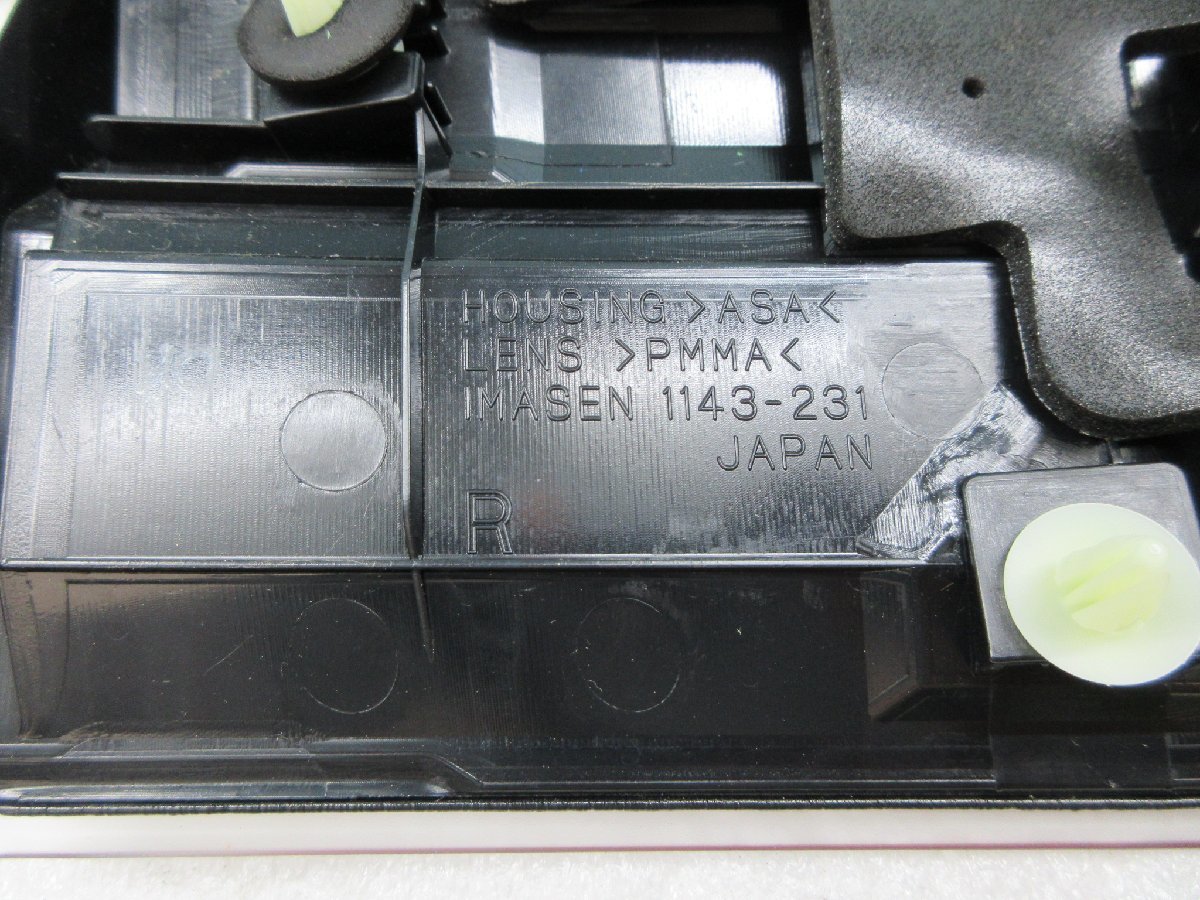 HOUSING >ASA<
LENS >PMMA<
IMASEN 1143-231
JAPAN
R